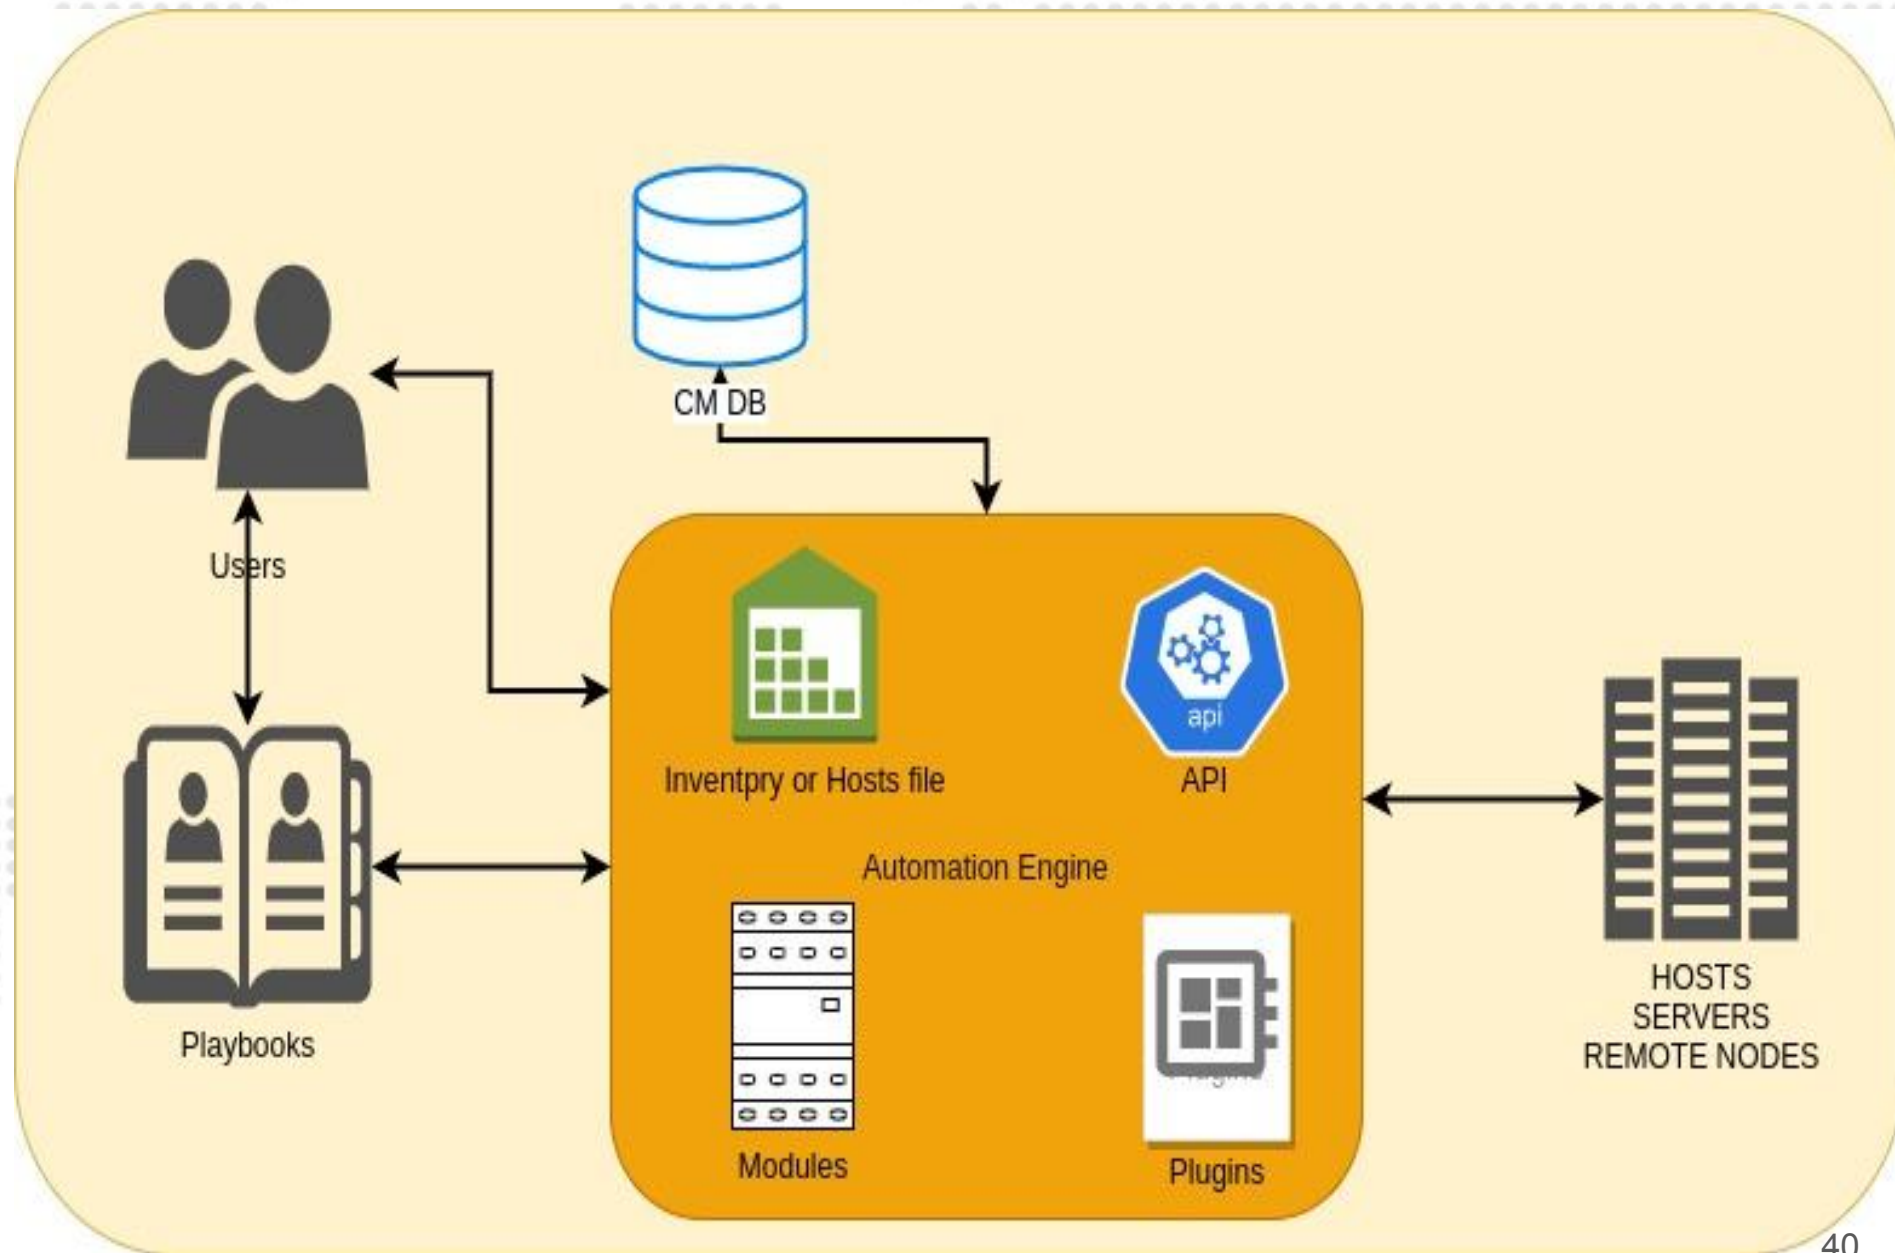 CM DB
Users
Inventpry or Hosts file
api
API
Automation Engine
Playbooks
Modules
Plugins
HOSTS
SERVERS
REMOTE NODES
40